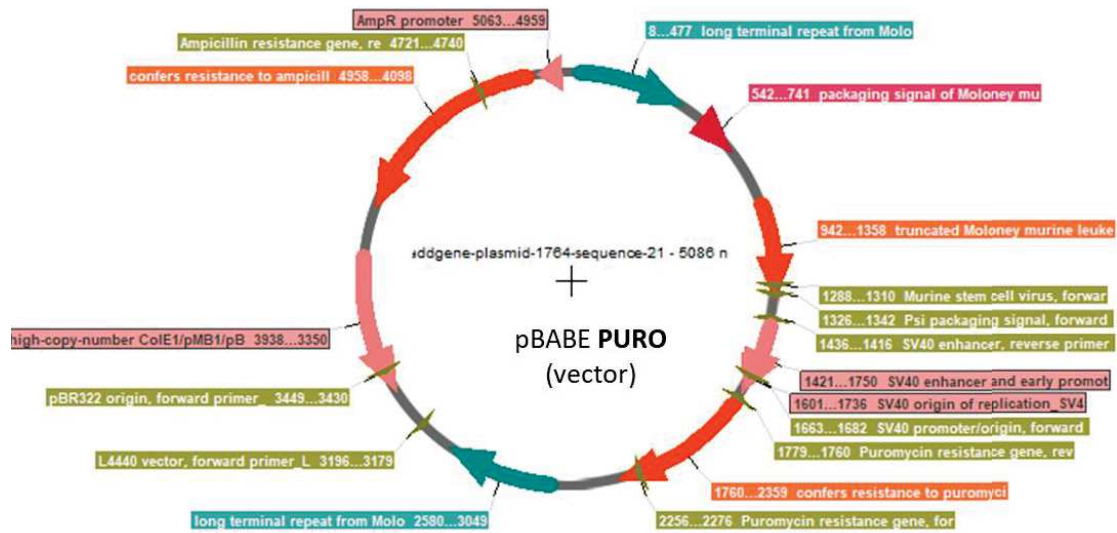 AmpR promoter 5063...4959
Ampicillin resistance gene, re 4721...4740
confers resistance to ampicill 4958...4098
8...477 long terminal repeat from Molo
542...741 packaging signal of Moloney mu
942...1358 truncated Moloney murine leuke
ddgene-plasmid-1764-sequence-21 - 5086 n
1288...1310 Murine stem cell virus, forwar
1326...1342 Psi packaging signal, forward
1436...1416 SV40 enhancer, reverse primer
pBABE PURO
(vector)
high-copy-number ColE1/pMB1/pB 3938...3350
1421...1750 SV40 enhancer and early promot
1601...1736 SV40 origin of replication_SV4
1663...1682 SV40 promoter/origin, forward
1779...1760 Puromycin resistance gene, rev
pBR322 origin, forward primer_ 3449...3430
L4440 vector, forward primer_L 3196...3179
1760...2359 confers resistance to puromyci
long terminal repeat from Molo 2580...3049
2256...2276 Puromycin resistance gene, for